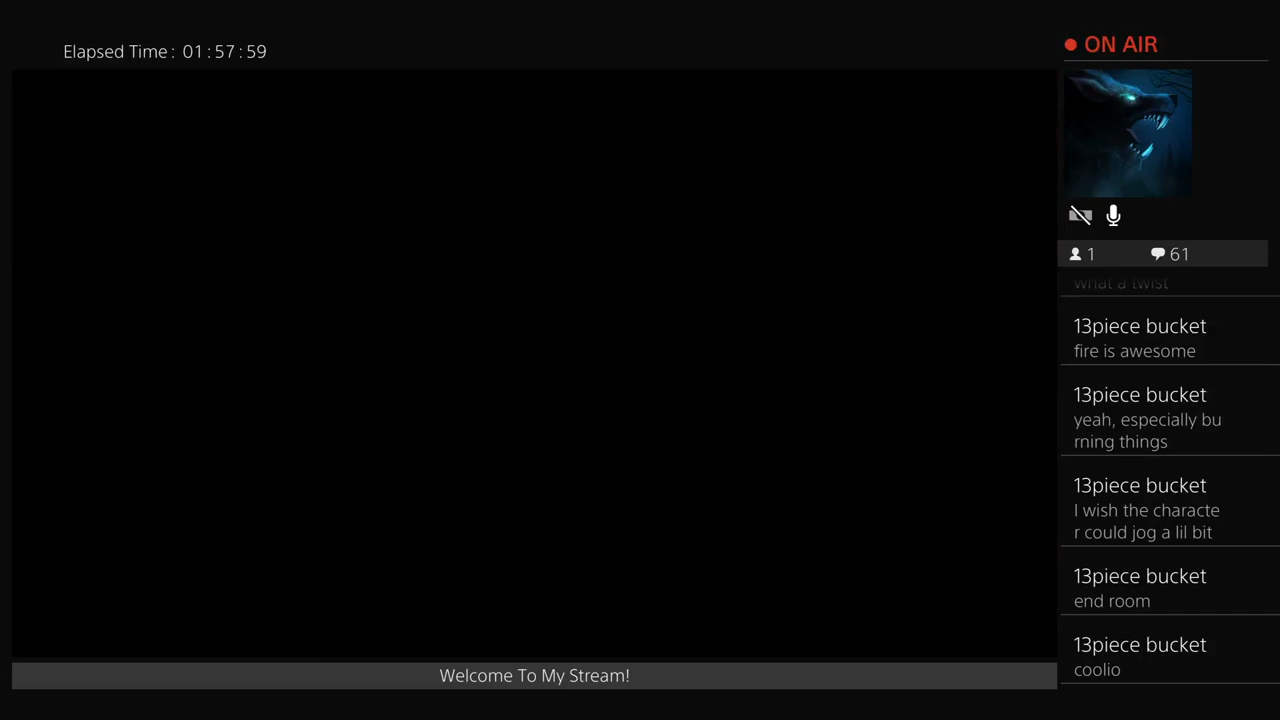 Elapsed Time : 01 : 57 : 59
ON AIR
1 61
what a twist
13piece bucket
fire is awesome
13piece bucket
yeah, especially bu
rning things
13piece bucket
I wish the characte
r could jog a lil bit
13piece bucket
end room
13piece bucket
coolio
Welcome To My Stream!